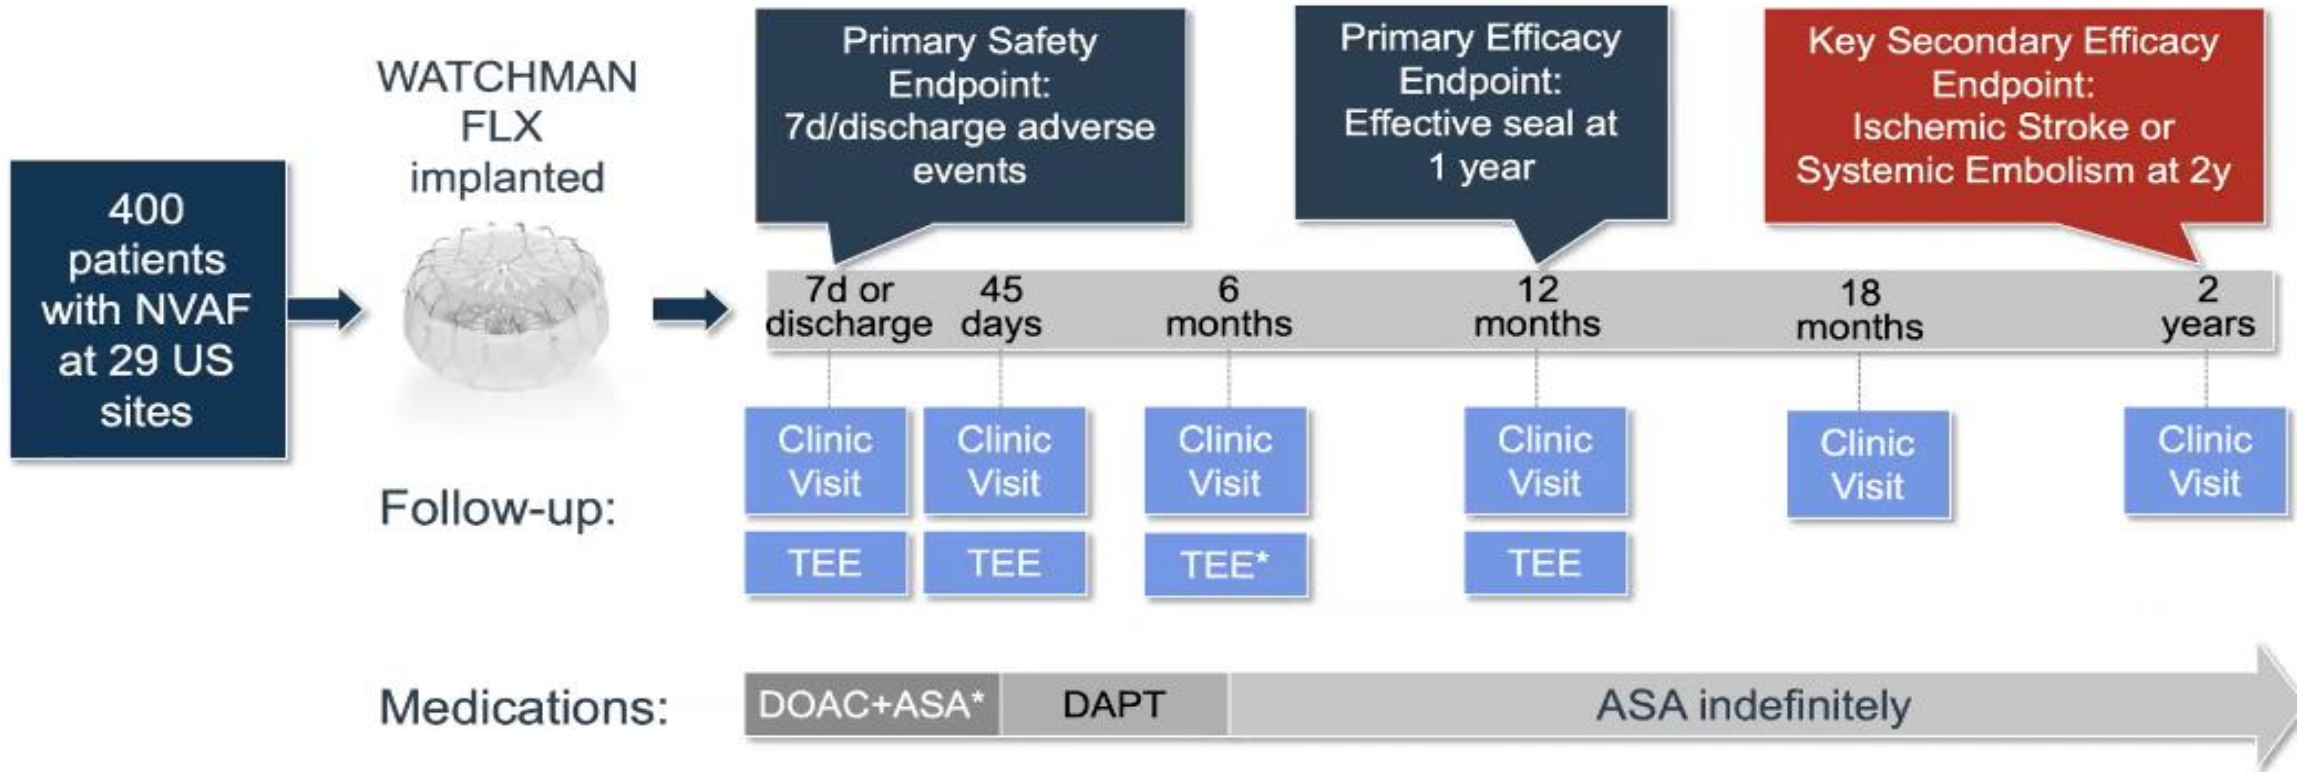 400
patients
with NVAF
at 29 US
sites
WATCHMAN
FLX
implanted
Primary Safety
Endpoint:
7d/discharge adverse
events
Primary Efficacy
Endpoint:
Effective seal at
1 year
Key Secondary Efficacy
Endpoint:
Ischemic Stroke or
Systemic Embolism at 2y
7d or
discharge
45
days
6
months
12
months
18
months
2
years
Follow-up:
Clinic
Visit
Clinic
Visit
Clinic
Visit
Clinic
Visit
Clinic
Visit
Clinic
Visit
TEE
TEE
TEE*
TEE
Medications:
DOAC+ASA*
DAPT
ASA indefinitely